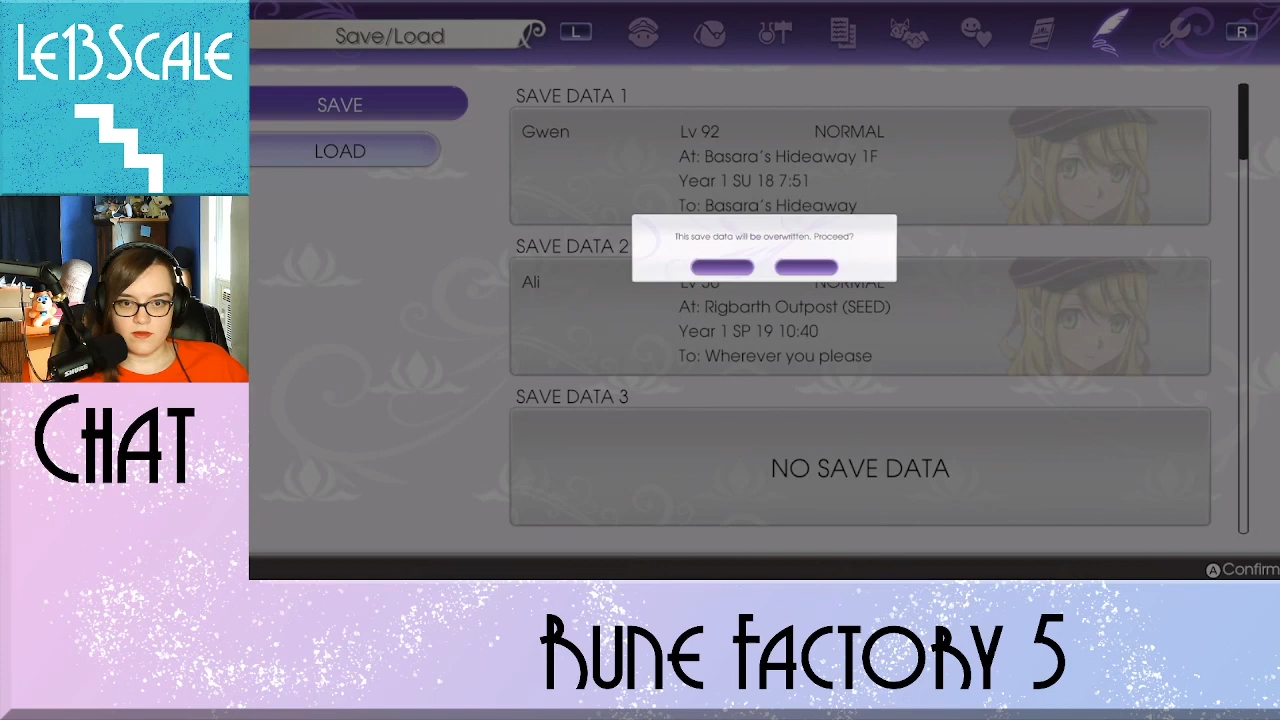 Le13Scale
Save/Load
L
R
SAVE
LOAD
SAVE DATA 1
Gwen
Lv 92
NORMAL
At: Basara's Hideaway 1F
Year 1 SU 18 7:51
To: Basara's Hideaway
This save data will be overwritten. Proceed?
SAVE DATA 2
Ali
NORMAL
At: Rigbarth Outpost (SEED)
Year 1 SP 19 10:40
To: Wherever you please
SAVE DATA 3
NO SAVE DATA
A Confirm
SHURE
Chat
Rune Factory 5